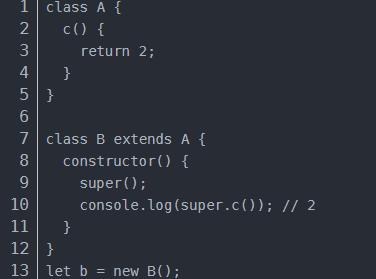 1 class A {
2   c() {
3     return 2;
4   }
5 }
6
7 class B extends A {
8   constructor() {
9     super();
10     console.log(super.c()); // 2
11   }
12 }
13 let b = new B();